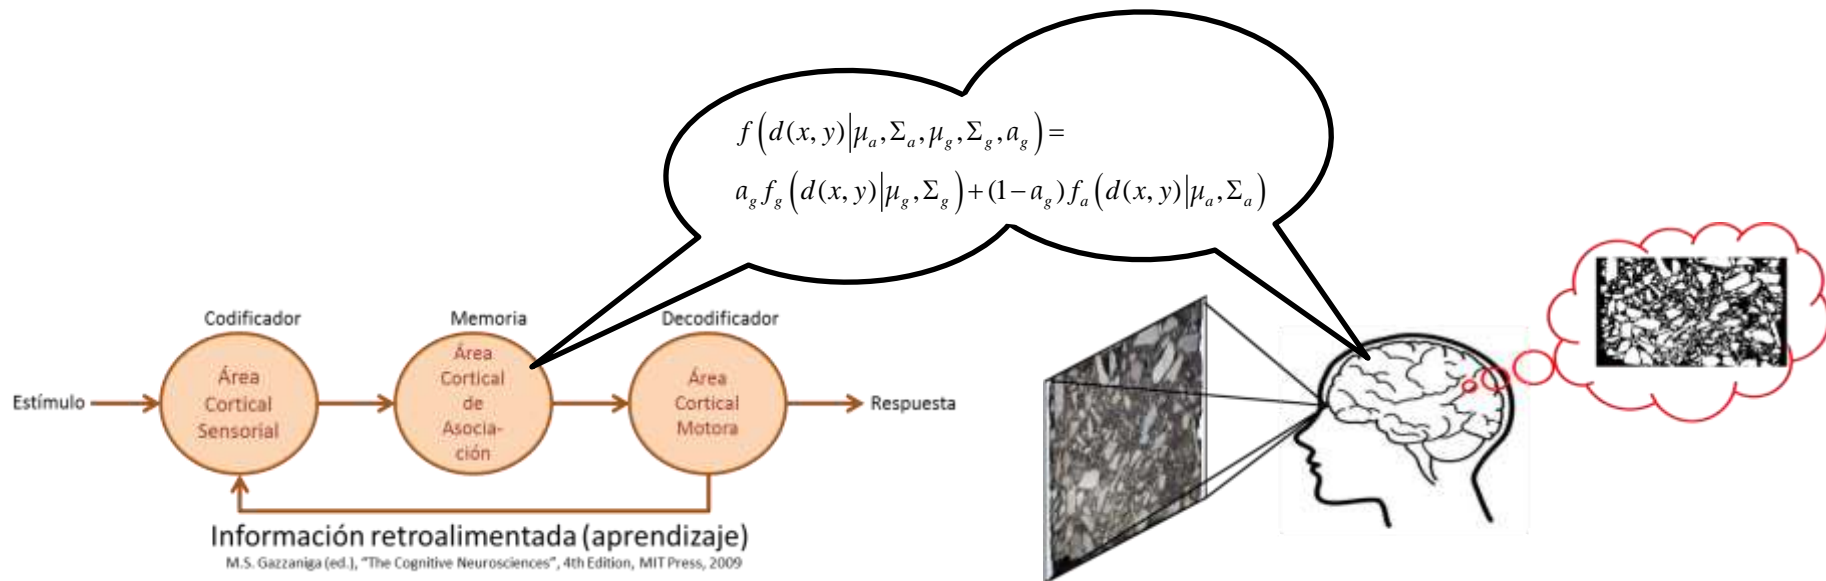 f(d(x, y)|μ_a, Σ_a, μ_g, Σ_g, a_g) =
a_g f_g(d(x, y)|μ_g, Σ_g) + (1 − a_g) f_a(d(x, y)|μ_a, Σ_a)
Codificador
Memoria
Decodificador
Estímulo
Área
Cortical
Sensorial
Área
Cortical
de
Asocia-
ción
Área
Cortical
Motora
Respuesta
Información retroalimentada (aprendizaje)
M.S. Gazzaniga (ed.), "The Cognitive Neurosciences", 4th Edition, MIT Press, 2009